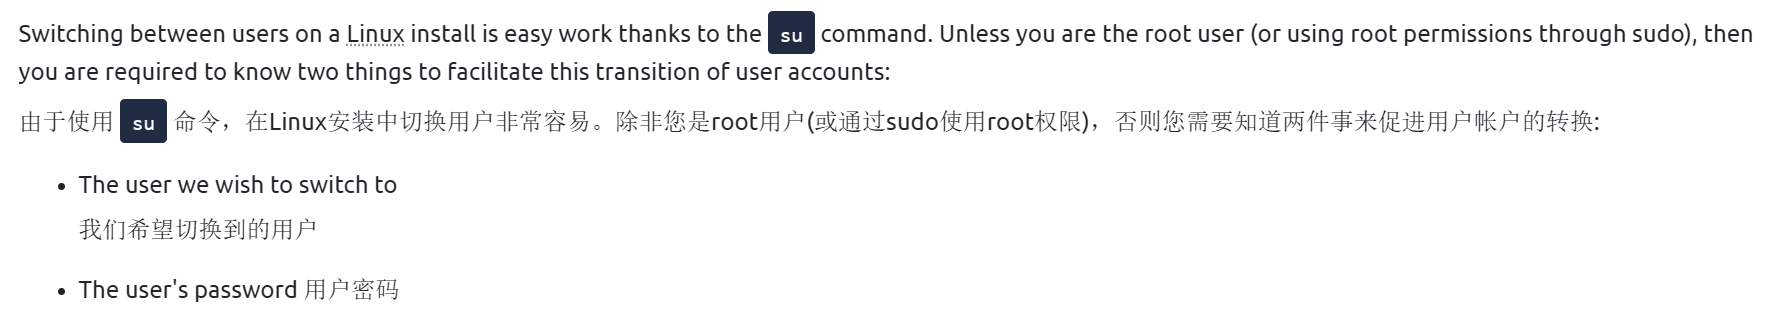 Switching between users on a Linux install is easy work thanks to the su command. Unless you are the root user (or using root permissions through sudo), then
you are required to know two things to facilitate this transition of user accounts:
由于使用 su 命令，在Linux安装中切换用户非常容易。除非您是root用户(或通过sudo使用root权限)，否则您需要知道两件事来促进用户帐户的转换:
• The user we wish to switch to
我们希望切换到的用户
• The user's password 用户密码